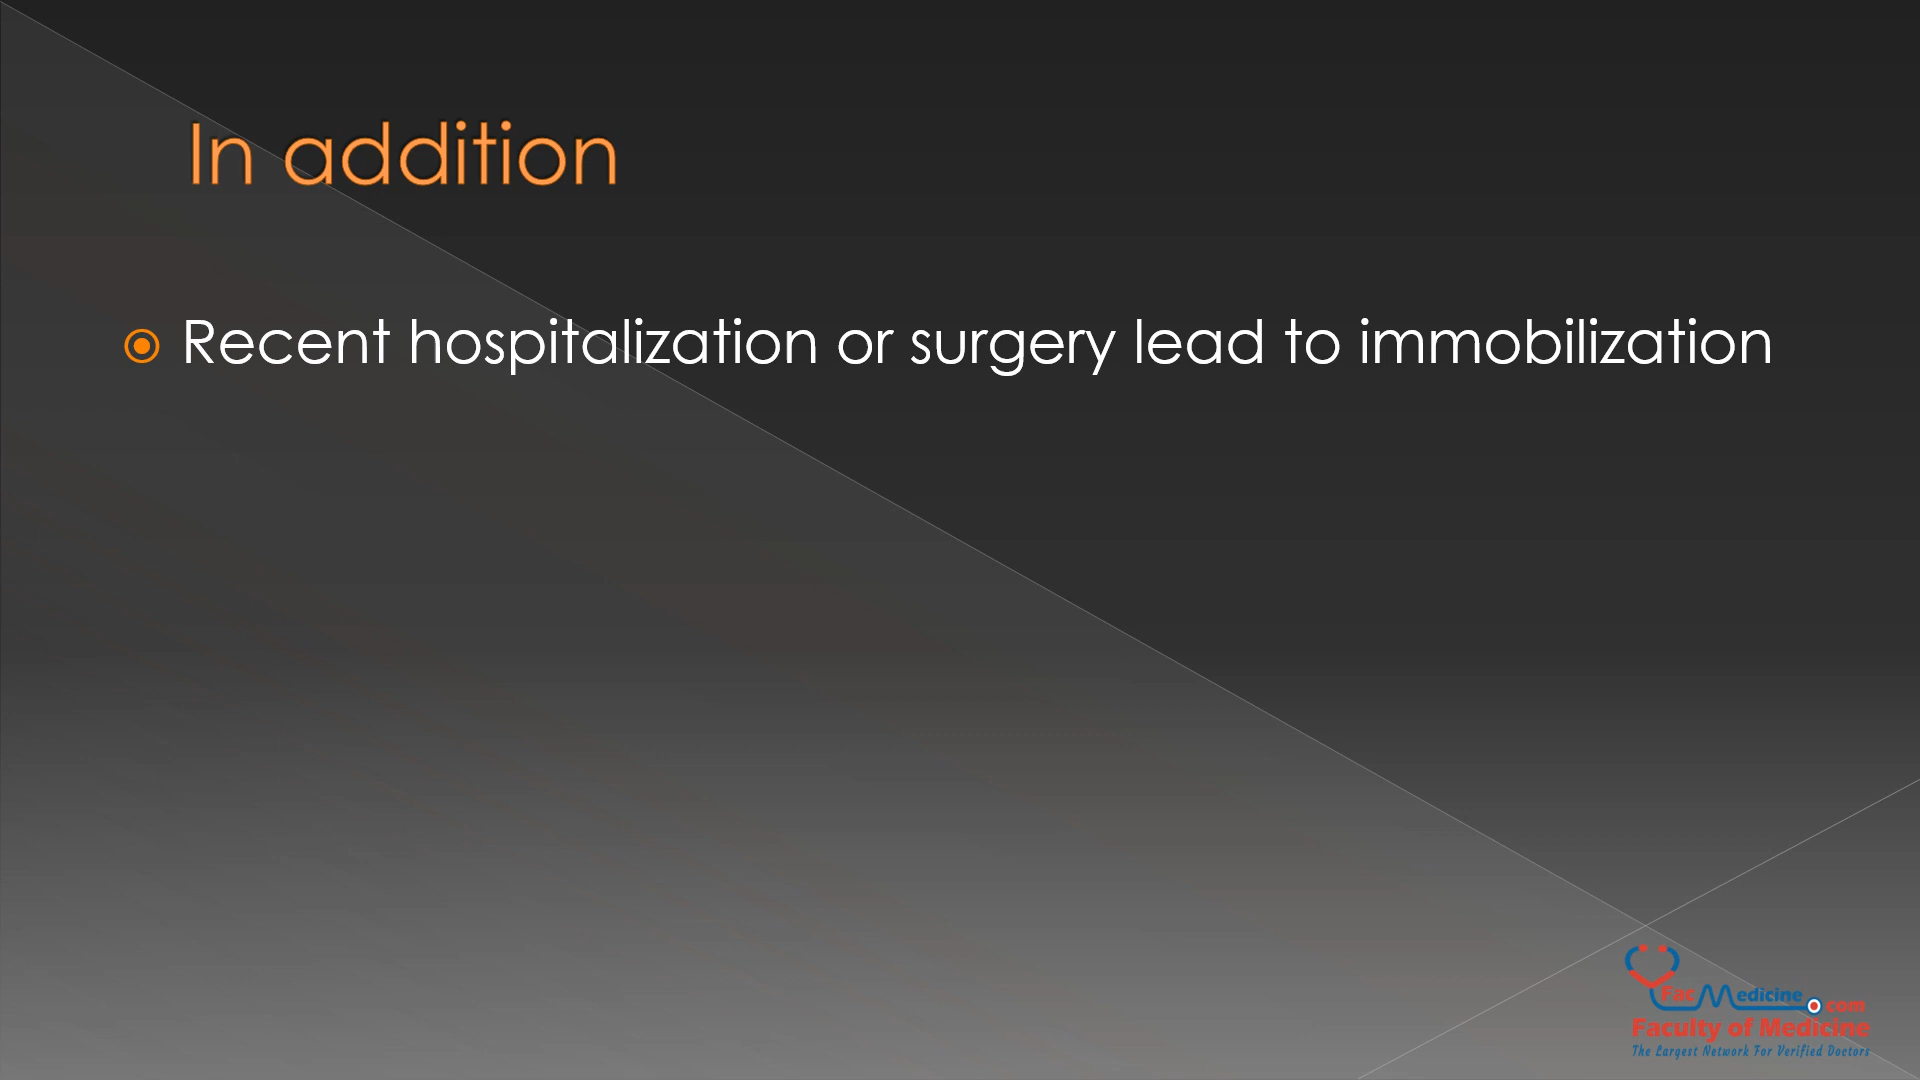 In addition
Recent hospitalization or surgery lead to immobilization
FacMedicine.com
Faculty of Medicine
The Largest Network For Verified Doctors